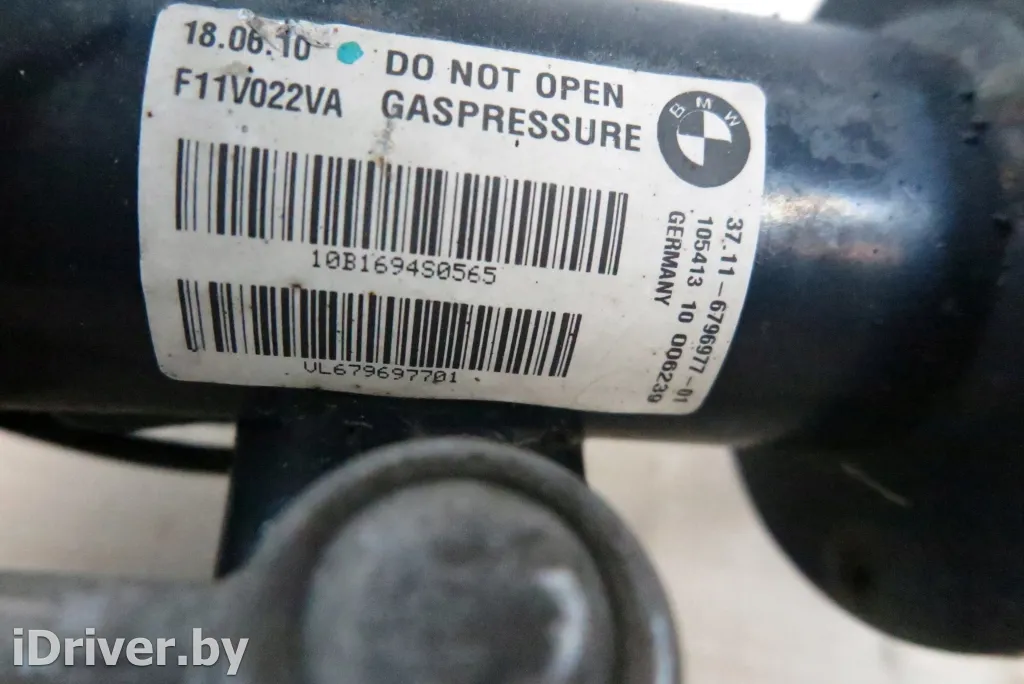 18.06.10
DO NOT OPEN
F11V022VA
GASPRESSURE
BMW
10B1694S0565
VL679697701
37.11-6796977-01
105413 10 006239
GERMANY
iDriver.by